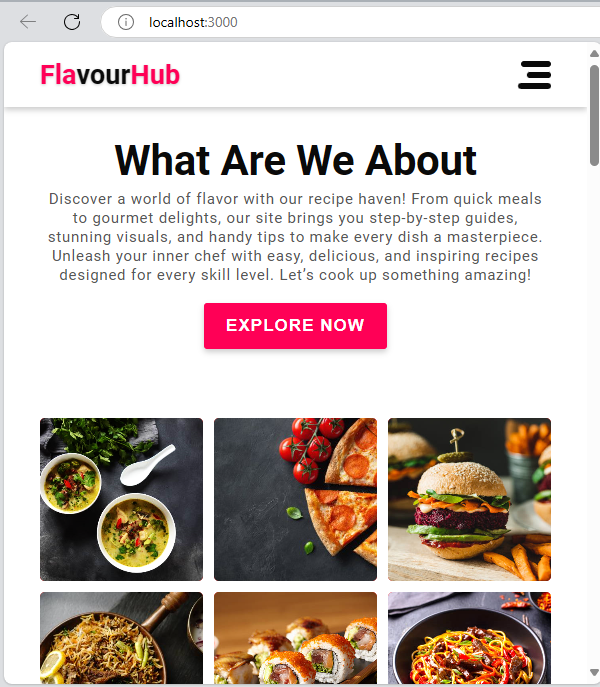 localhost:3000
FlavourHub
What Are We About
Discover a world of flavor with our recipe haven! From quick meals
to gourmet delights, our site brings you step-by-step guides,
stunning visuals, and handy tips to make every dish a masterpiece.
Unleash your inner chef with easy, delicious, and inspiring recipes
designed for every skill level. Let’s cook up something amazing!
EXPLORE NOW